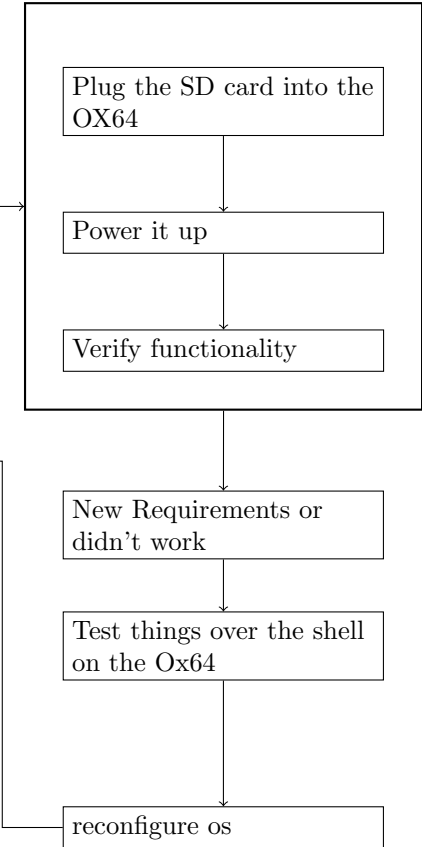 Plug the SD card into the
OX64
Power it up
Verify functionality
New Requirements or
didn't work
Test things over the shell
on the Ox64
reconfigure os